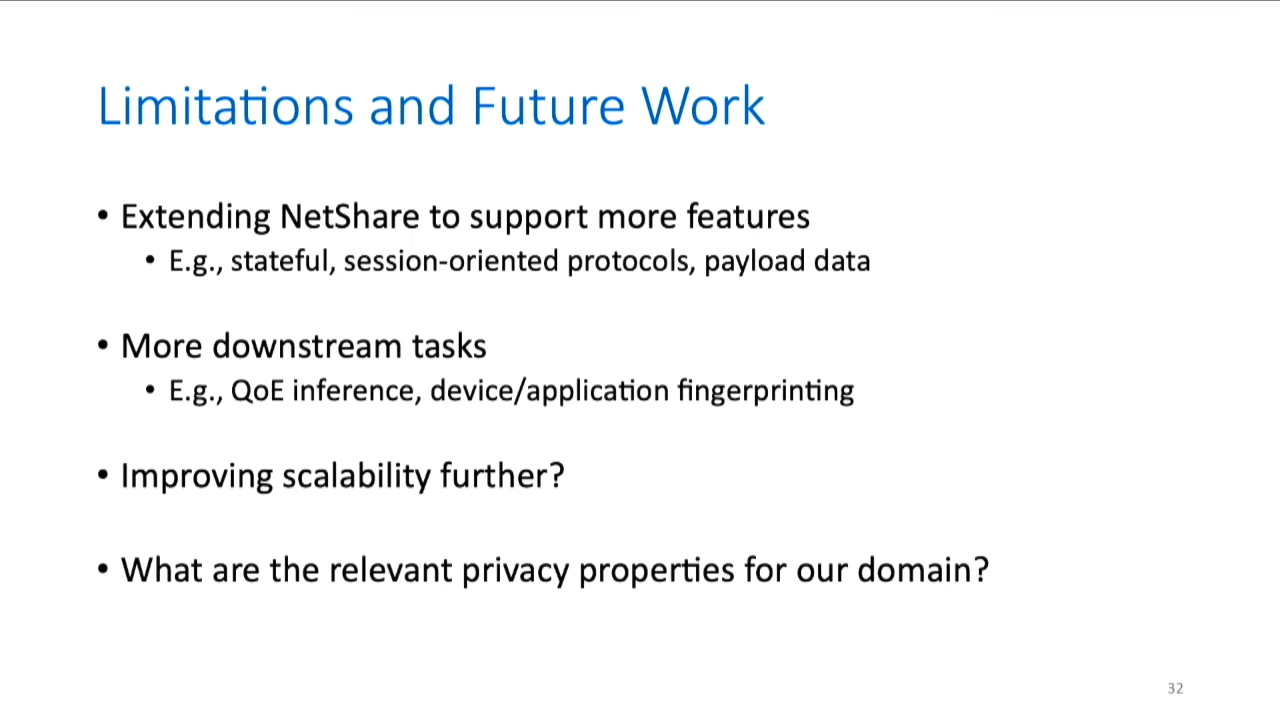 Limitations and Future Work
• Extending NetShare to support more features
• E.g., stateful, session-oriented protocols, payload data
• More downstream tasks
• E.g., QoE inference, device/application fingerprinting
• Improving scalability further?
• What are the relevant privacy properties for our domain?
32